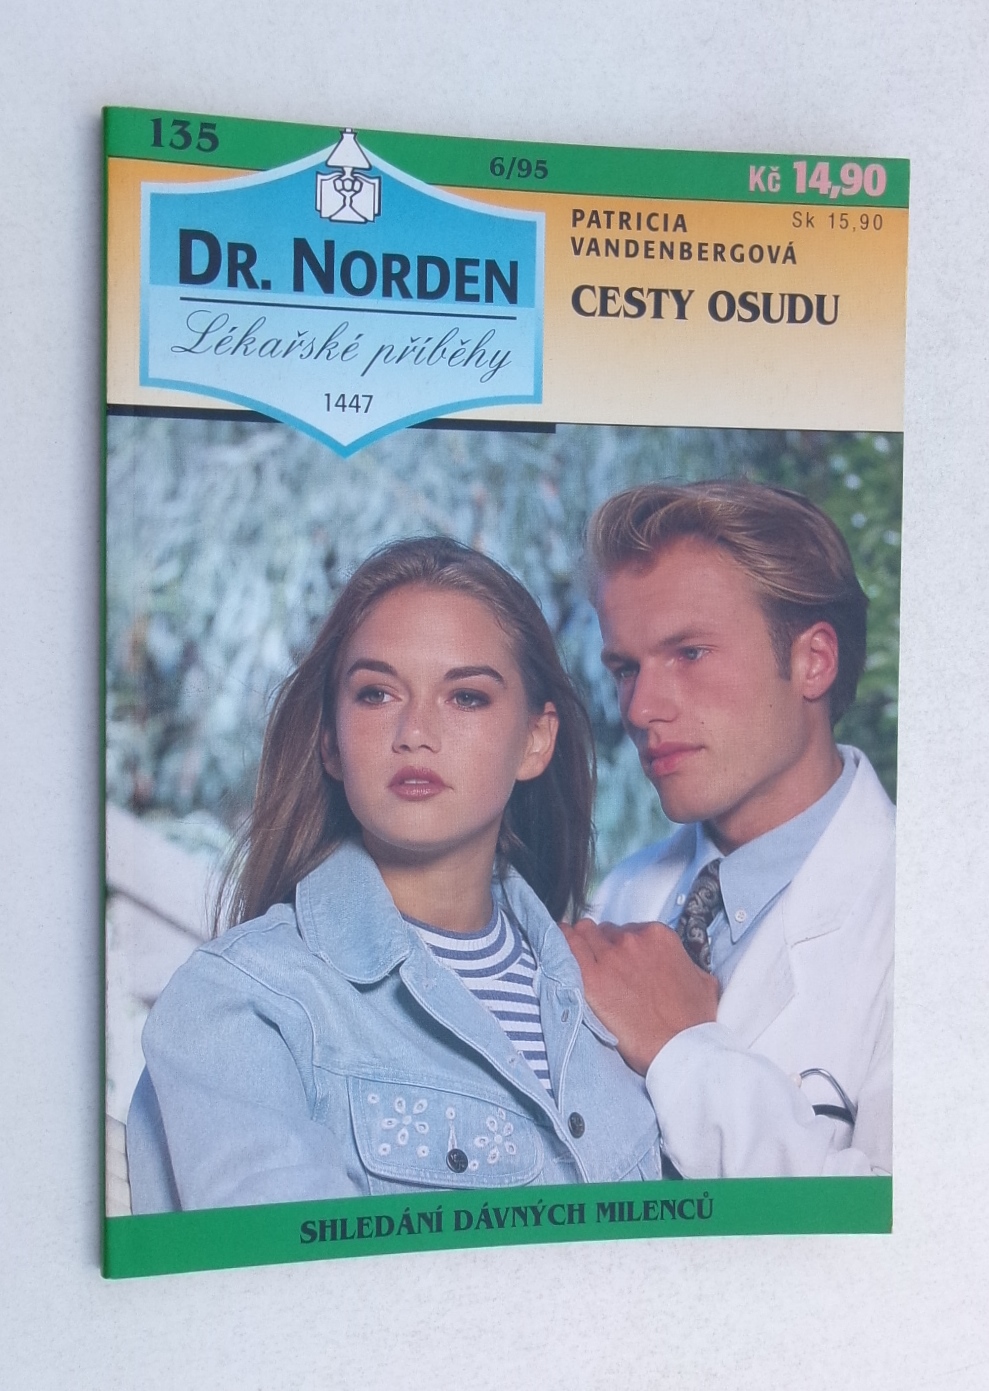 135
6/95
Kč 14,90
Sk 15,90
PATRICIA
VANDENBERGOVÁ
CESTY OSUDU
DR. NORDEN
Lékařské příběhy
1447
SHLEDÁNÍ DÁVNÝCH MILENCŮ